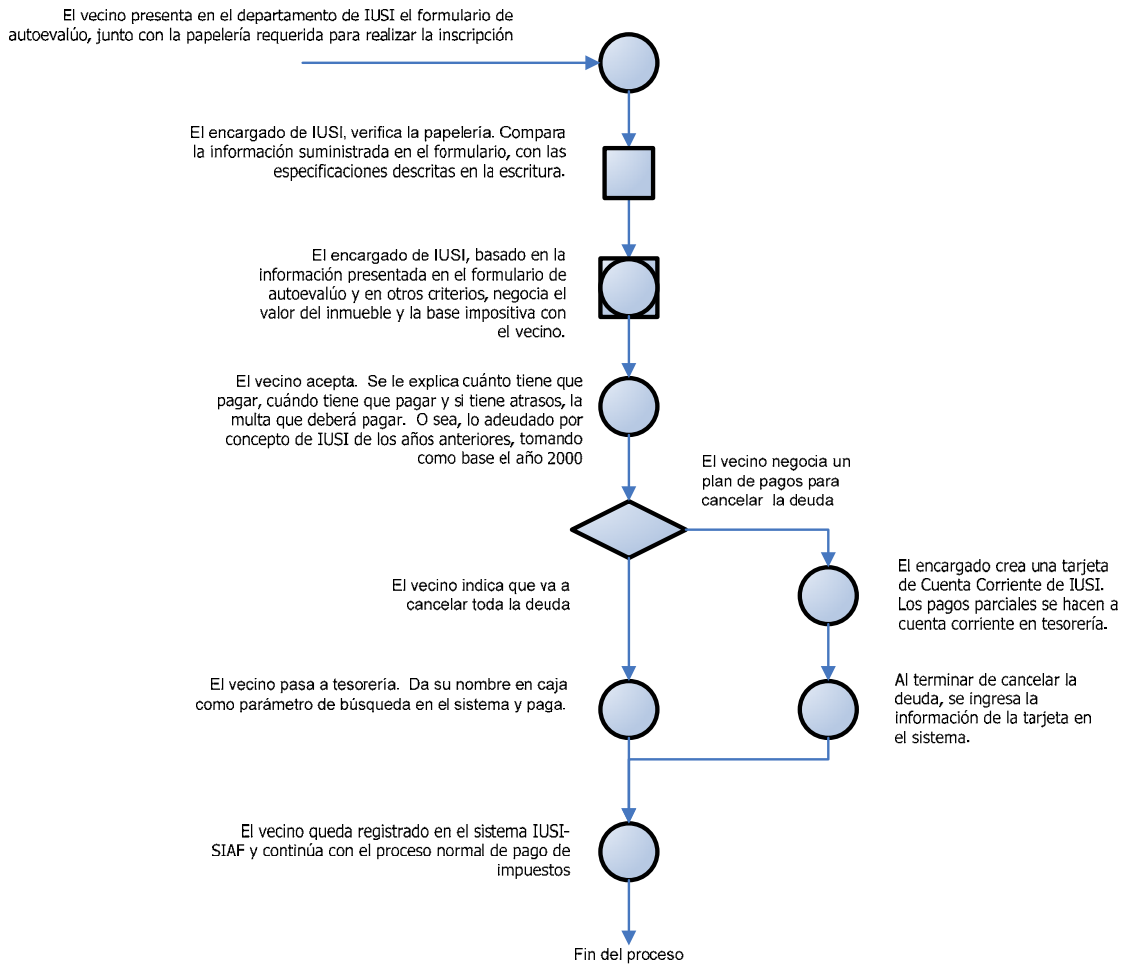 El vecino presenta en el departamento de IUSI el formulario de
autoevalúo, junto con la papelería requerida para realizar la inscripción
El encargado de IUSI, verifica la papelería. Compara
la información suministrada en el formulario, con las
especificaciones descritas en la escritura.
El encargado de IUSI, basado en la
información presentada en el formulario de
autoevalúo y en otros criterios, negocia el
valor del inmueble y la base impositiva con
el vecino.
El vecino acepta. Se le explica cuánto tiene que
pagar, cuándo tiene que pagar y si tiene atrasos, la
multa que deberá pagar. O sea, lo adeudado por
concepto de IUSI de los años anteriores, tomando
como base el año 2000
El vecino negocia un
plan de pagos para
cancelar la deuda
El vecino indica que va a
cancelar toda la deuda
El encargado crea una tarjeta
de Cuenta Corriente de IUSI.
Los pagos parciales se hacen a
cuenta corriente en tesorería.
El vecino pasa a tesorería. Da su nombre en caja
como parámetro de búsqueda en el sistema y paga.
Al terminar de cancelar la
deuda, se ingresa la
información de la tarjeta en
el sistema.
El vecino queda registrado en el sistema IUSI-
SIAF y continúa con el proceso normal de pago de
impuestos
Fin del proceso